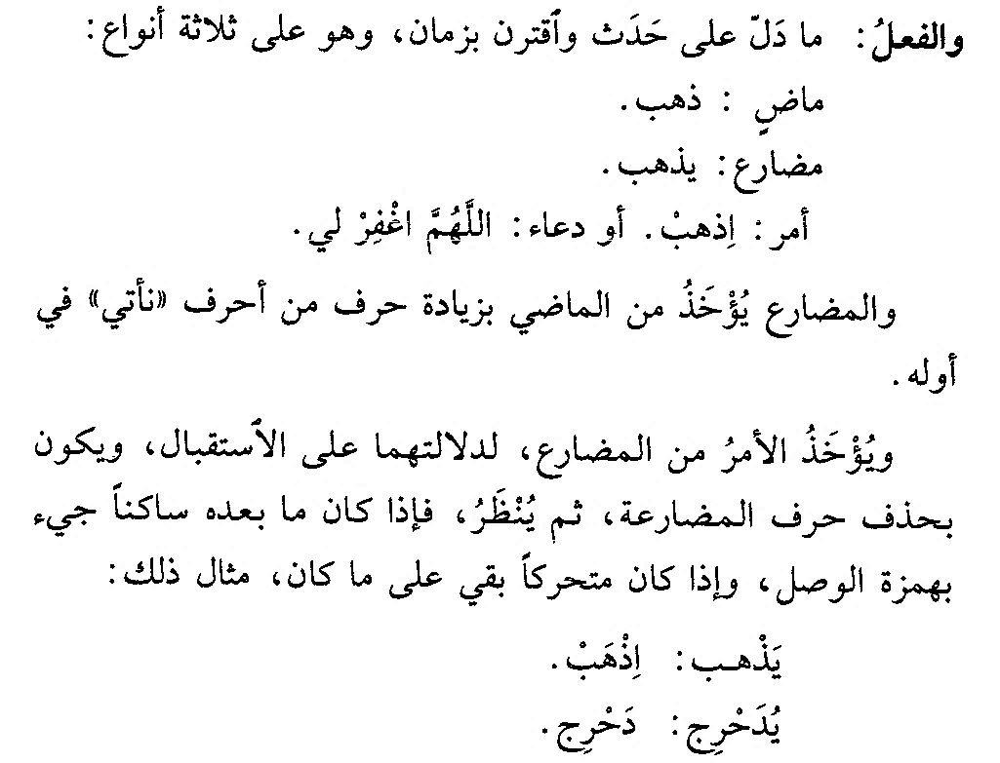 والفعلُ: ما دَلّ على حَدَث وٱقترن بزمان، وهو على ثلاثة أنواع:
ماضٍ : ذهب.
مضارع: يذهب.
أمر: اِذهبْ. أو دعاء: اللَّهُمَّ اغْفِرْ لي.
والمضارع يُؤْخَذُ من الماضي بزيادة حرف من أحرف «نأتي» في
أوله.
ويُؤْخَذُ الأمرُ من المضارع، لدلالتهما على الٱستقبال، ويكون
بحذف حرف المضارعة، ثم يُنْظَرُ، فإذا كان ما بعده ساكناً جيء
بهمزة الوصل، وإذا كان متحركاً بقي على ما كان، مثال ذلك:
يَذْهـب: اِذْهَبْ.
يُدَحْرِج: دَحْرِج.